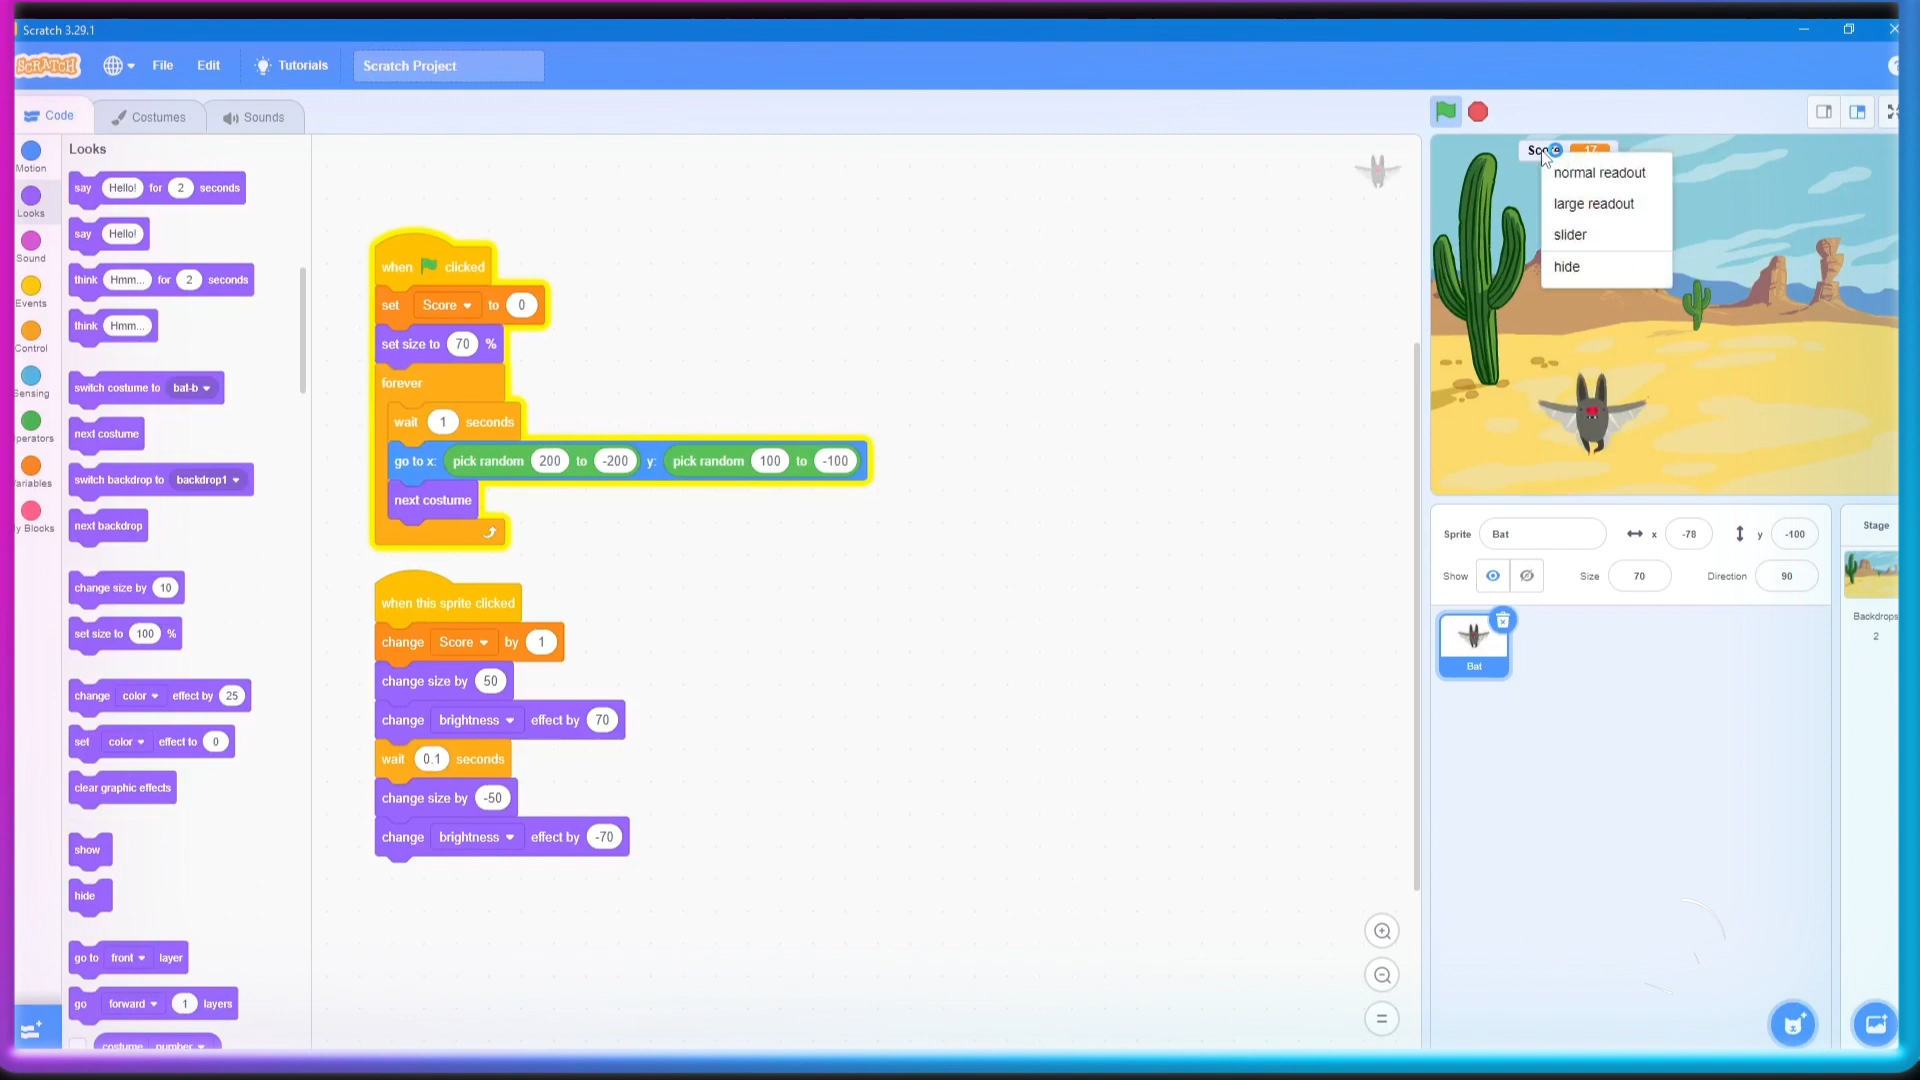 Scratch 3.29.1
SCRATCH
File
Edit
Tutorials
Scratch Project
Code
Costumes
Sounds
Motion
Looks
Sound
Events
Control
Sensing
perators
ariables
y Blocks
Looks
say Hello! for 2 seconds
say Hello!
think Hmm... for 2 seconds
think Hmm...
switch costume to bat-b
next costume
switch backdrop to backdrop1
next backdrop
change size by 10
set size to 100 %
change color effect by 25
set color effect to 0
clear graphic effects
show
hide
go to front layer
go forward 1 layers
costume number
when clicked
set Score to 0
set size to 70 %
forever
wait 1 seconds
go to x: pick random 200 to -200 y: pick random 100 to -100
next costume
when this sprite clicked
change Score by 1
change size by 50
change brightness effect by 70
wait 0.1 seconds
change size by -50
change brightness effect by -70
Score 17
normal readout
large readout
slider
hide
Sprite Bat x -78 y -100
Show Size 70 Direction 90
Bat
Stage
Backdrops
2